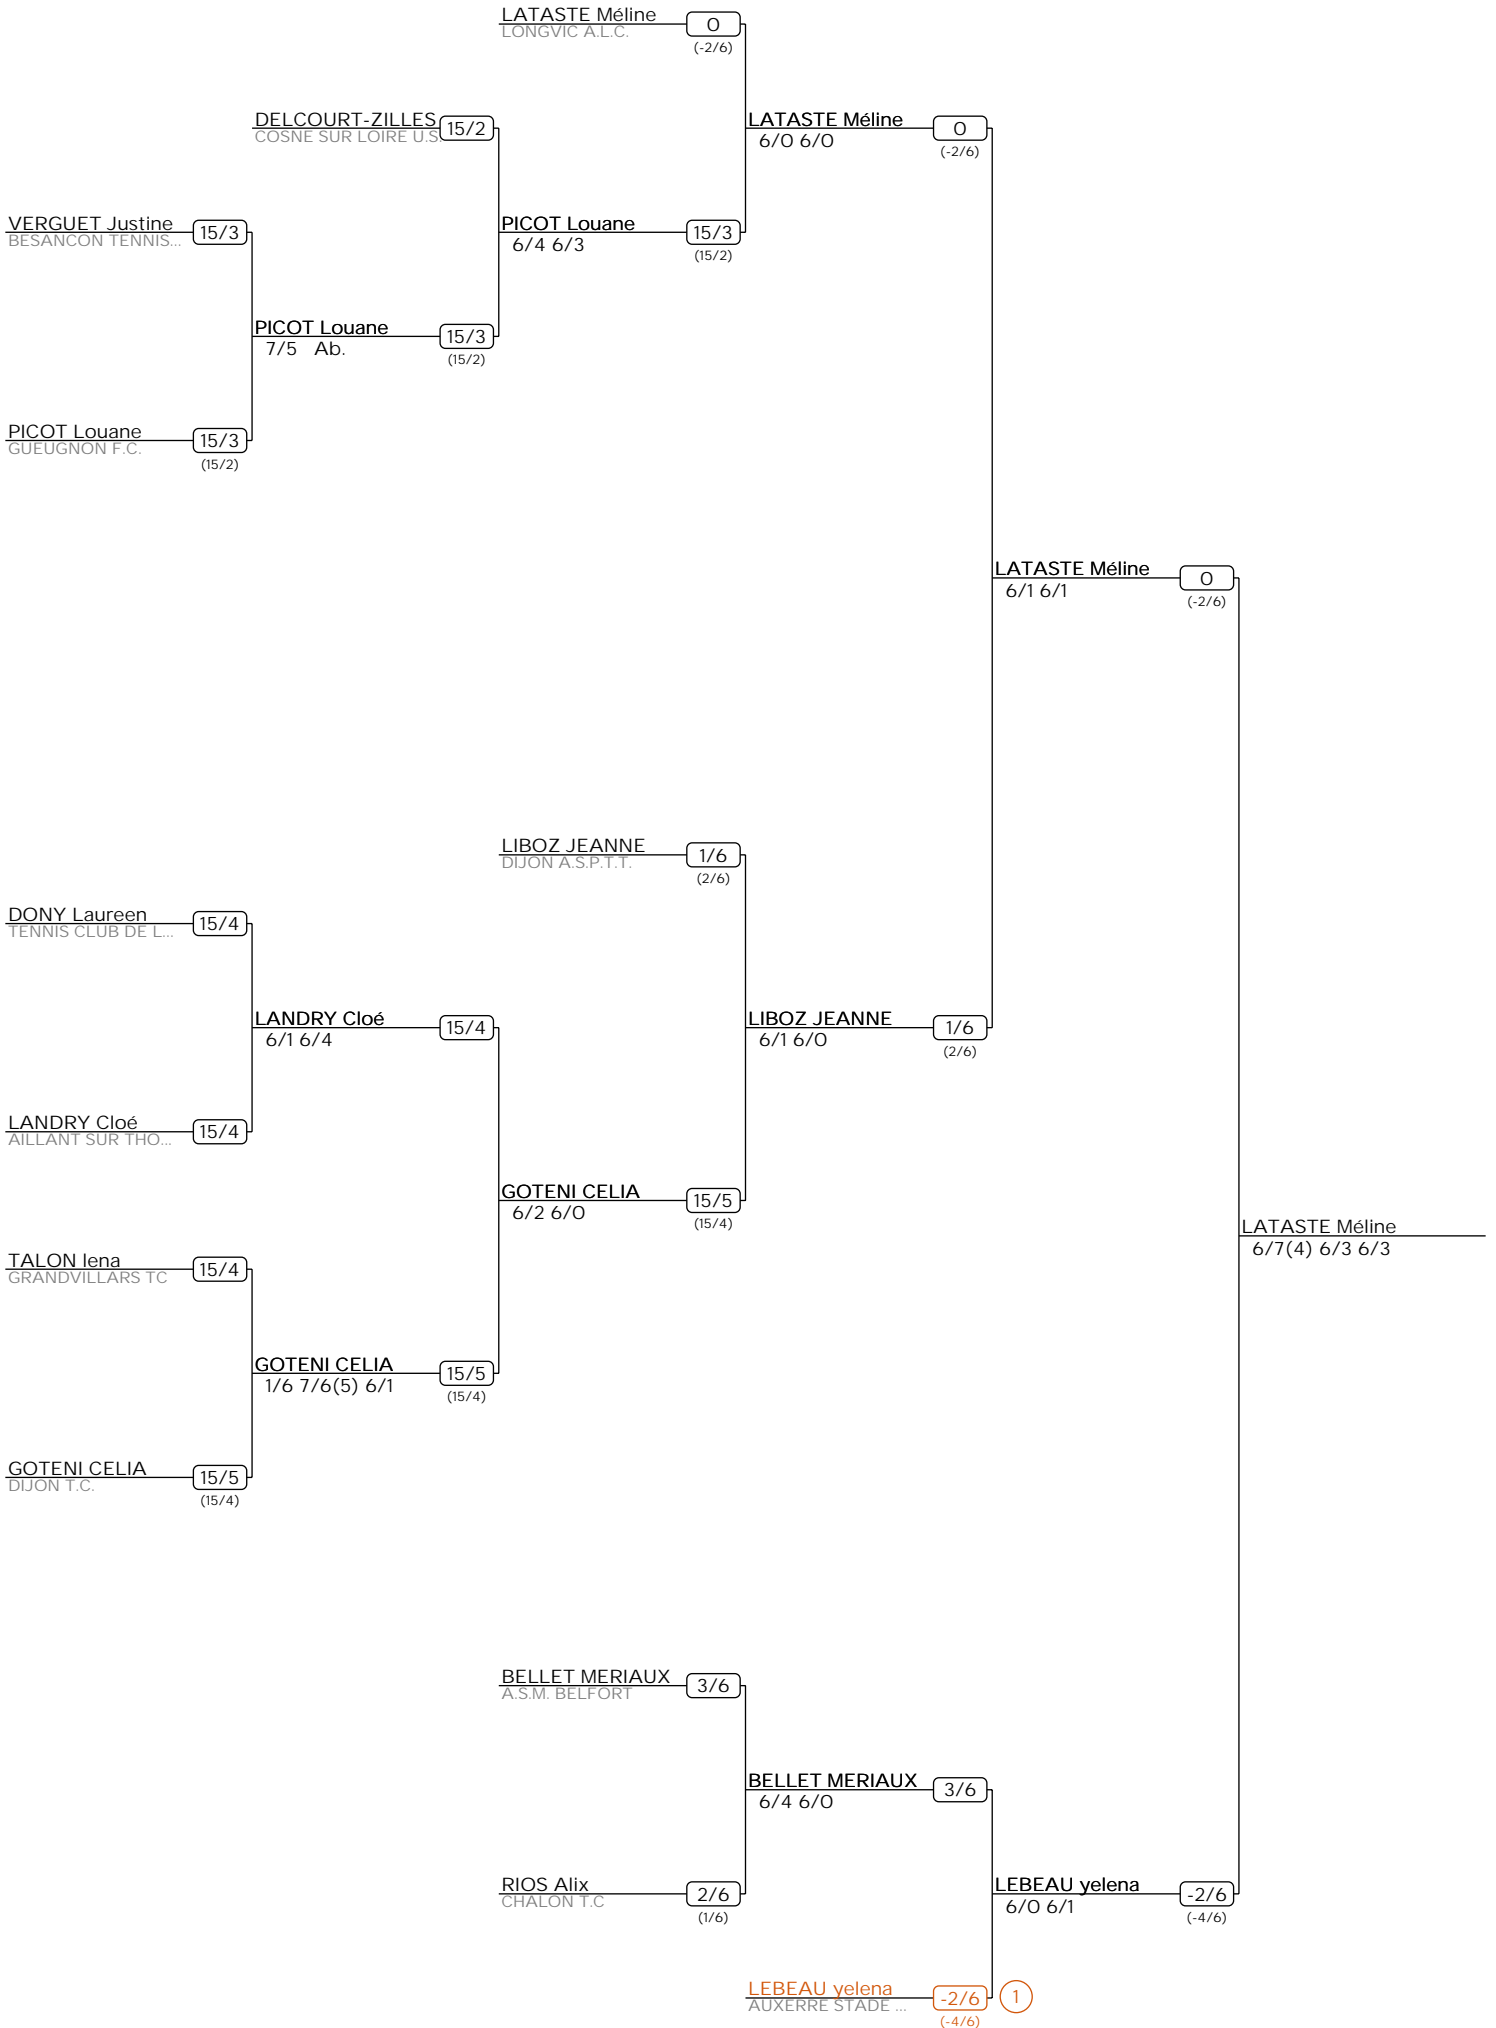 LATASTE Méline
0
LONGVIC A.L.C.
(-2/6)
DELCOURT-ZILLES
15/2
COSNE SUR LOIRE U.S.
LATASTE Méline
0
6/0 6/0
(-2/6)
VERGUET Justine
15/3
BESANCON TENNIS...
PICOT Louane
15/3
6/4 6/3
(15/2)
PICOT Louane
15/3
7/5 Ab.
(15/2)
PICOT Louane
15/3
GUEUGNON F.C.
(15/2)
LATASTE Méline
0
6/1 6/1
(-2/6)
LIBOZ JEANNE
1/6
DIJON A.S.P.T.T.
(2/6)
DONY Laureen
15/4
TENNIS CLUB DE L...
LANDRY Cloé
15/4
6/1 6/4
LIBOZ JEANNE
1/6
6/1 6/0
(2/6)
LANDRY Cloé
15/4
AILLANT SUR THO...
GOTENI CELIA
15/5
6/2 6/0
(15/4)
LATASTE Méline
6/7(4) 6/3 6/3
TALON lena
15/4
GRANDVILLARS TC
GOTENI CELIA
15/5
1/6 7/6(5) 6/1
(15/4)
GOTENI CELIA
15/5
DIJON T.C.
(15/4)
BELLET MERIAUX
3/6
A.S.M. BELFORT
BELLET MERIAUX
3/6
6/4 6/0
RIOS Alix
2/6
CHALON T.C
(1/6)
LEBEAU yelena
-2/6
6/0 6/1
(-4/6)
LEBEAU yelena
-2/6
1
AUXERRE STADE ...
(-4/6)